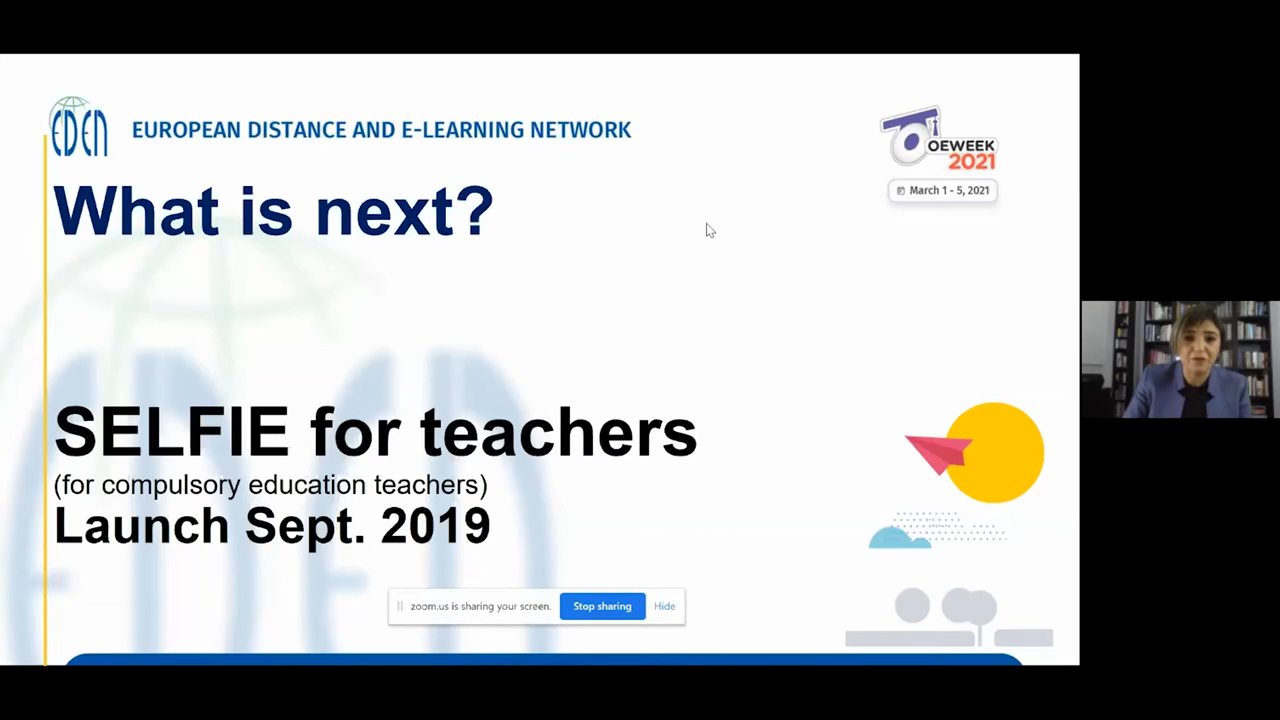 EDEN
EUROPEAN DISTANCE AND E-LEARNING NETWORK
OEWEEK
2021
March 1 - 5, 2021
What is next?
SELFIE for teachers
(for compulsory education teachers)
Launch Sept. 2019
zoom.us is sharing your screen.
Stop sharing
Hide